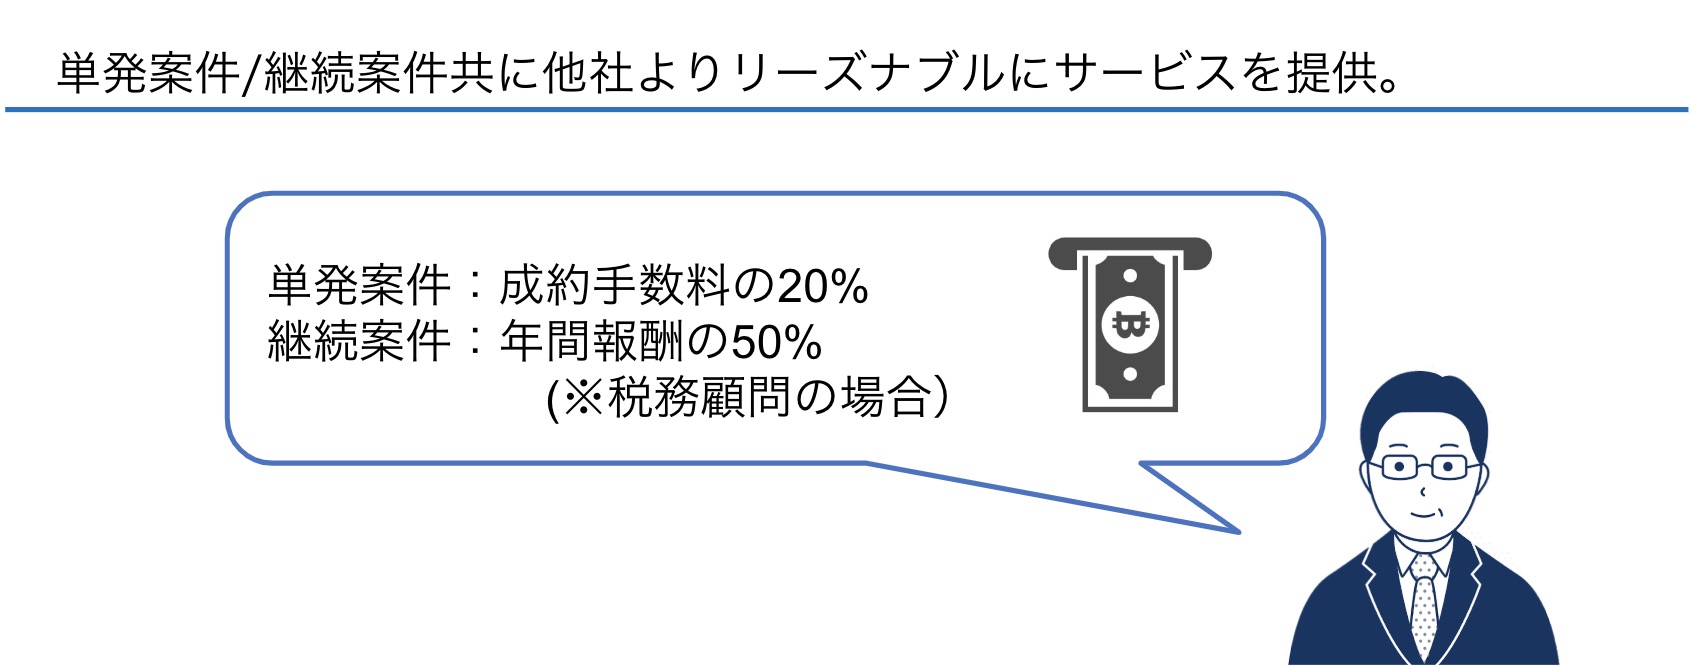 単発案件/継続案件共に他社よりリーズナブルにサービスを提供。
単発案件：成約手数料の20%
継続案件：年間報酬の50%
(※税務顧問の場合）
฿